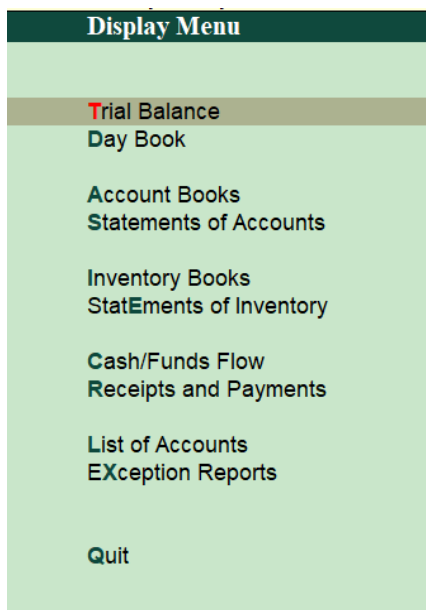 Display Menu
Trial Balance
Day Book
Account Books
Statements of Accounts
Inventory Books
StatEments of Inventory
Cash/Funds Flow
Receipts and Payments
List of Accounts
EXception Reports
Quit